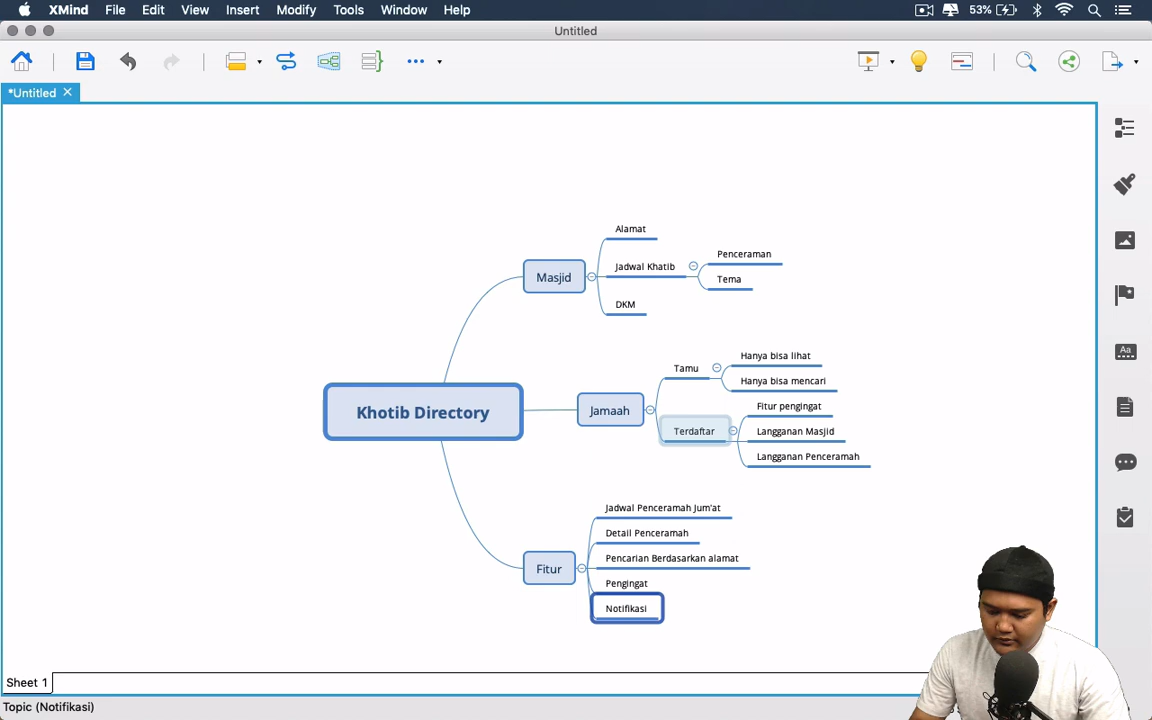 XMind File Edit View Insert Modify Tools Window Help 53%
Untitled
*Untitled
Alamat
Jadwal Khatib
Penceraman
Tema
DKM
Masjid
Khotib Directory
Jamaah
Tamu
Hanya bisa lihat
Hanya bisa mencari
Terdaftar
Fitur pengingat
Langganan Masjid
Langganan Penceramah
Fitur
Jadwal Penceramah Jum'at
Detail Penceramah
Pencarian Berdasarkan alamat
Pengingat
Notifikasi
Aa
Sheet 1
Topic (Notifikasi)